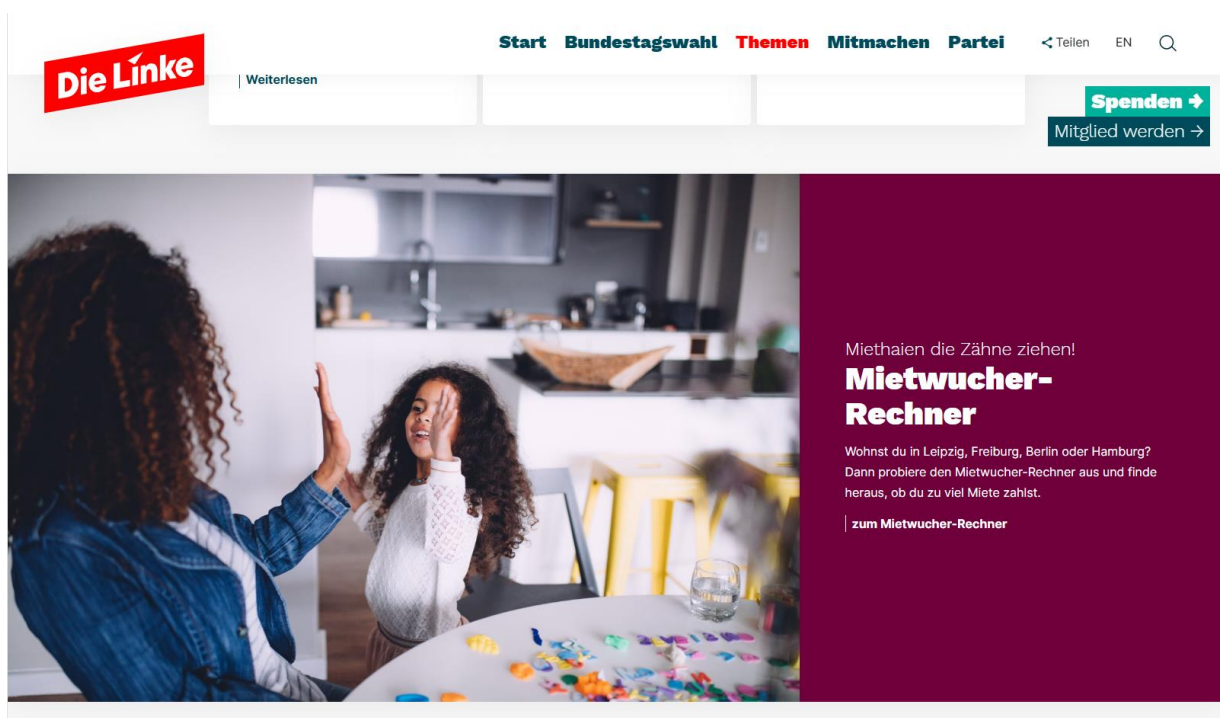 Die Linke
Start Bundestagswahl Themen Mitmachen Partei Teilen EN
Weiterlesen
Spenden →
Mitglied werden →
Miethaien die Zähne ziehen!
Mietwucher-
Rechner
Wohnst du in Leipzig, Freiburg, Berlin oder Hamburg?
Dann probiere den Mietwucher-Rechner aus und finde
heraus, ob du zu viel Miete zahlst.
zum Mietwucher-Rechner